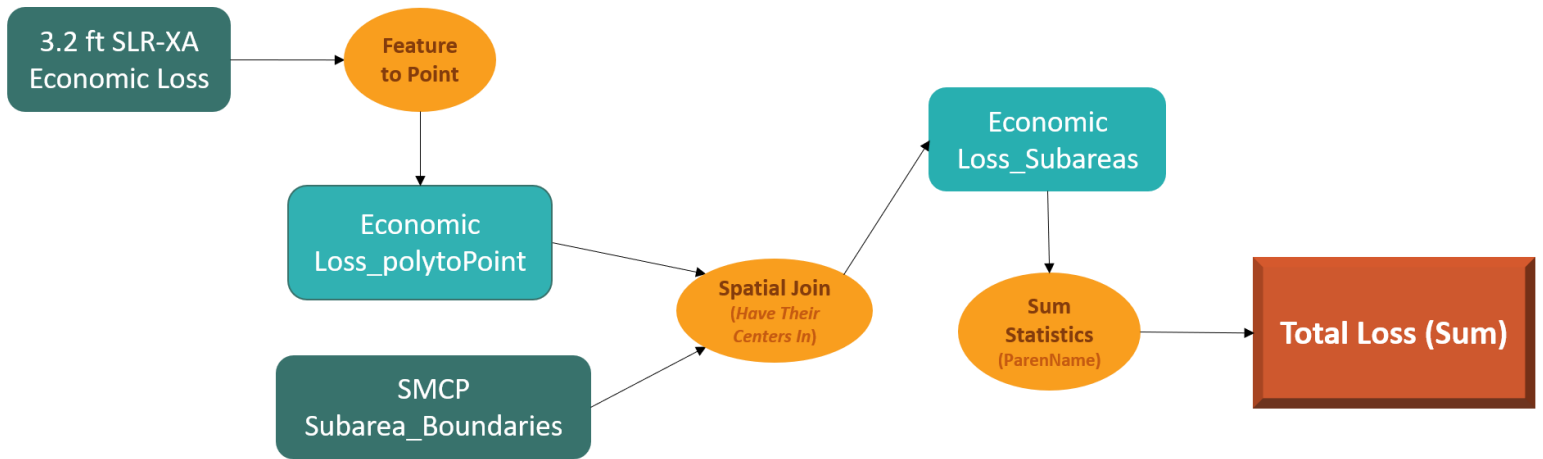 3.2 ft SLR-XA
Economic Loss
Feature
to Point
Economic
Loss_polytoPoint
SMCP
Subarea_Boundaries
Spatial Join
(Have Their
Centers In)
Economic
Loss_Subareas
Sum
Statistics
(ParenName)
Total Loss (Sum)